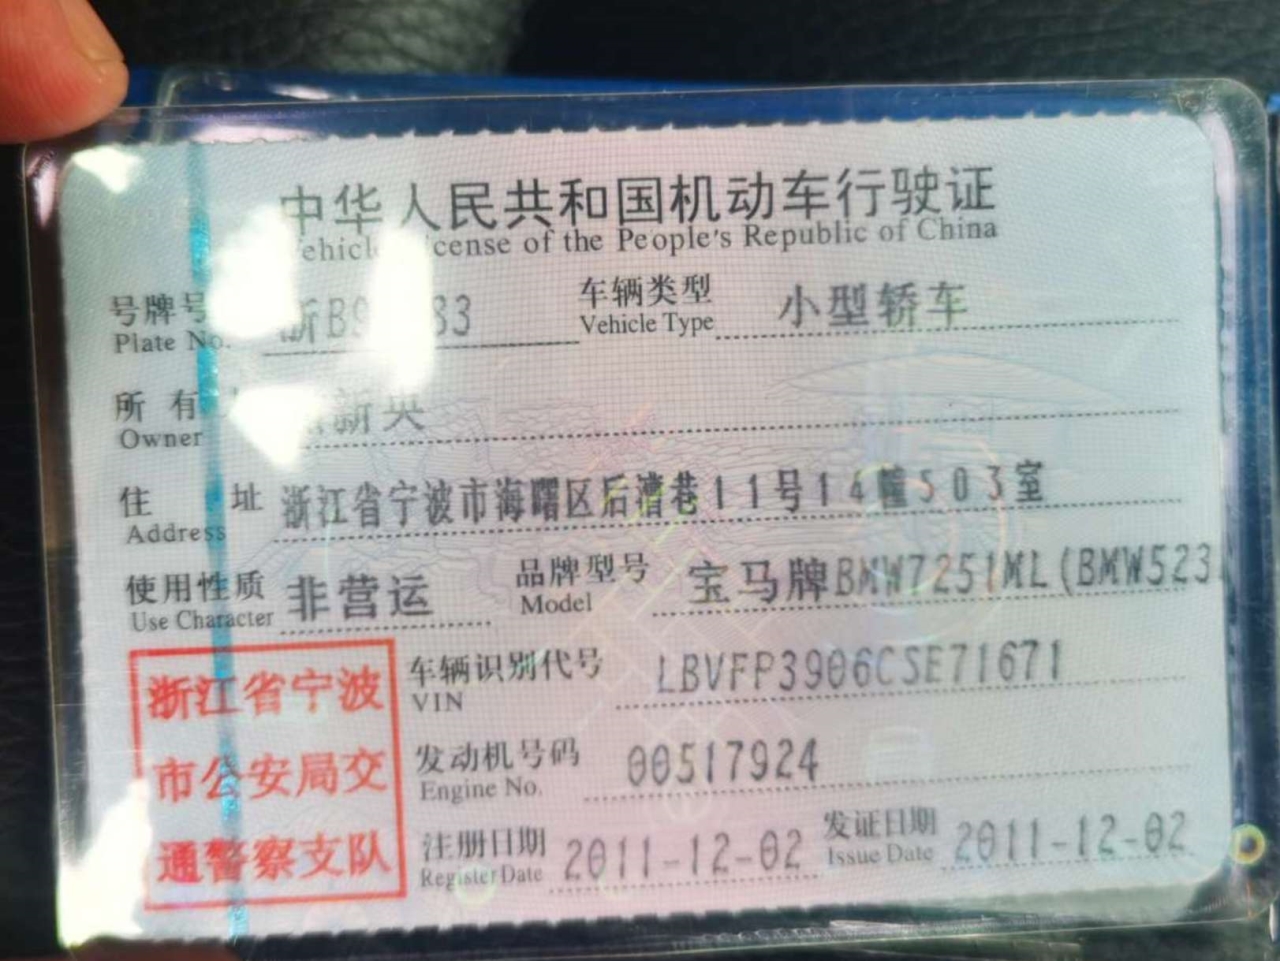 中华人民共和国机动车行驶证
Vehicle License of the People's Republic of China
号牌号
Plate No.
浙B9 83
车辆类型
Vehicle Type
小型轿车
所有
Owner
新英
住址
Address
浙江省宁波市海曙区后漕巷11号14幢503室
使用性质
Use Character
非营运
品牌型号
Model
宝马牌BMW7251ML(BMW523
车辆识别代号
VIN
LBVFP3906CSE71671
发动机号码
Engine No.
00517924
注册日期
Register Date
2011-12-02
发证日期
Issue Date
2011-12-02
浙江省宁波
市公安局交
通警察支队